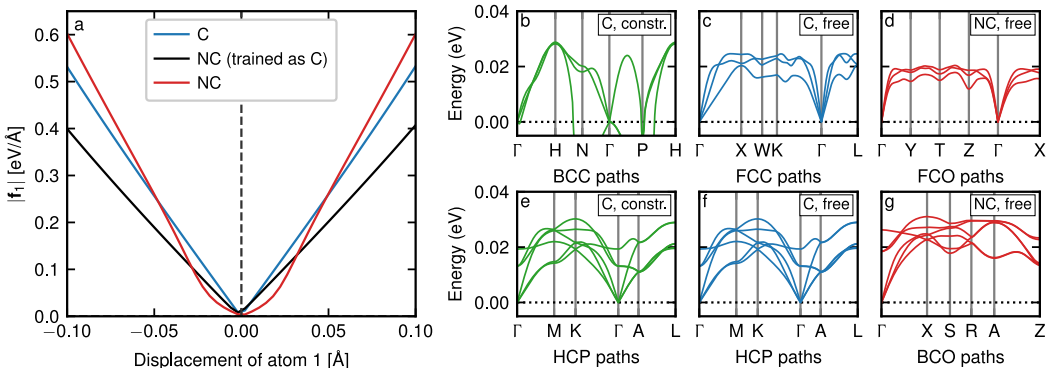 a
C
NC (trained as C)
NC
|f₁| [eV/Å]
0.6
0.5
0.4
0.3
0.2
0.1
0.0
−0.10 −0.05 0.00 0.05 0.10
Displacement of atom 1 [Å]
b C, constr.
Energy (eV)
0.04
0.02
0.00
Γ H N Γ P H
BCC paths
c C, free
Γ X W K Γ L
FCC paths
d NC, free
Γ Y T Z Γ X
FCO paths
e C, constr.
Energy (eV)
0.04
0.02
0.00
Γ M K Γ A L
HCP paths
f C, free
Γ M K Γ A L
HCP paths
g NC, free
Γ X S R A Z
BCO paths